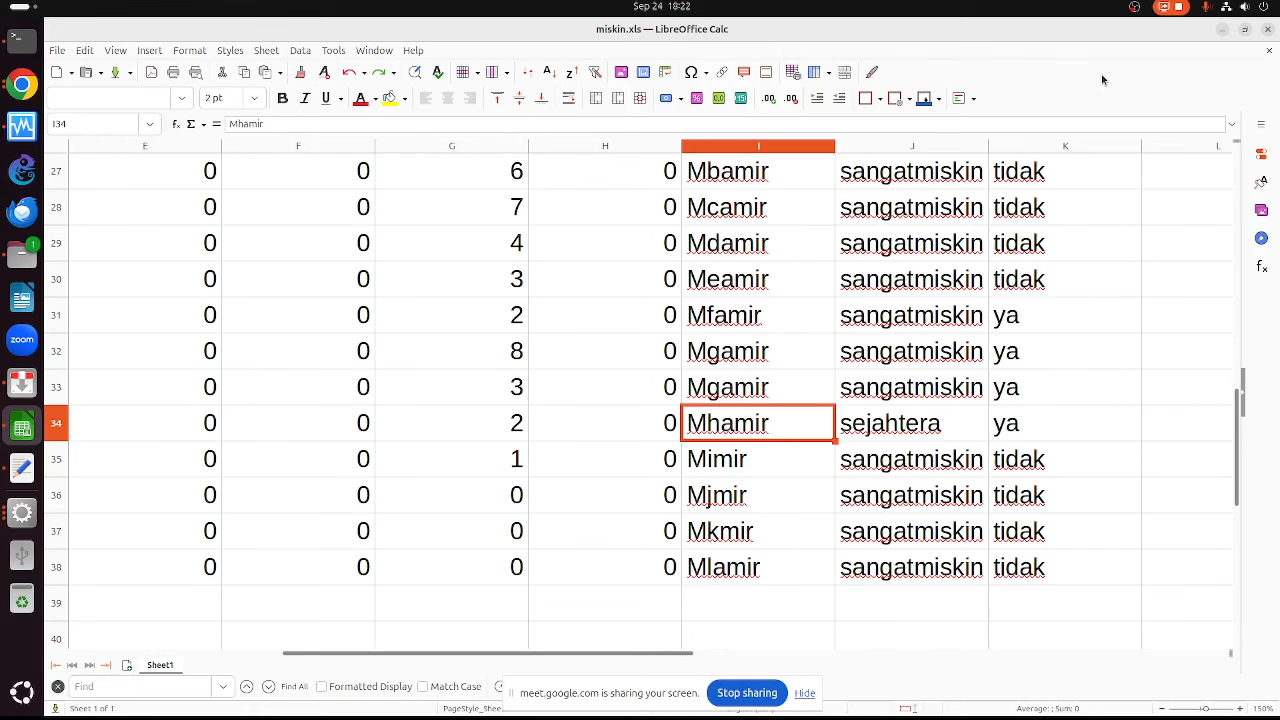 Sep 24 18:22
miskin.xls — LibreOffice Calc
File Edit View Insert Format Styles Sheet Data Tools Window Help
2 pt
I34 Mhamir
E F G H I J K L
27 0 0 6 0 Mbamir sangatmiskin tidak
28 0 0 7 0 Mcamir sangatmiskin tidak
29 0 0 4 0 Mdamir sangatmiskin tidak
30 0 0 3 0 Meamir sangatmiskin tidak
31 0 0 2 0 Mfamir sangatmiskin ya
32 0 0 8 0 Mgamir sangatmiskin ya
33 0 0 3 0 Mgamir sangatmiskin ya
34 0 0 2 0 Mhamir sejahtera ya
35 0 0 1 0 Mimir sangatmiskin tidak
36 0 0 0 0 Mjmir sangatmiskin tidak
37 0 0 0 0 Mkmir sangatmiskin tidak
38 0 0 0 0 Mlamir sangatmiskin tidak
39
40
Sheet1
Find Find All Formatted Display Match Case
meet.google.com is sharing your screen. Stop sharing Hide
Sheet 1 of 1 PageStyle_Shee Average: ; Sum: 0 150%
zoom
1